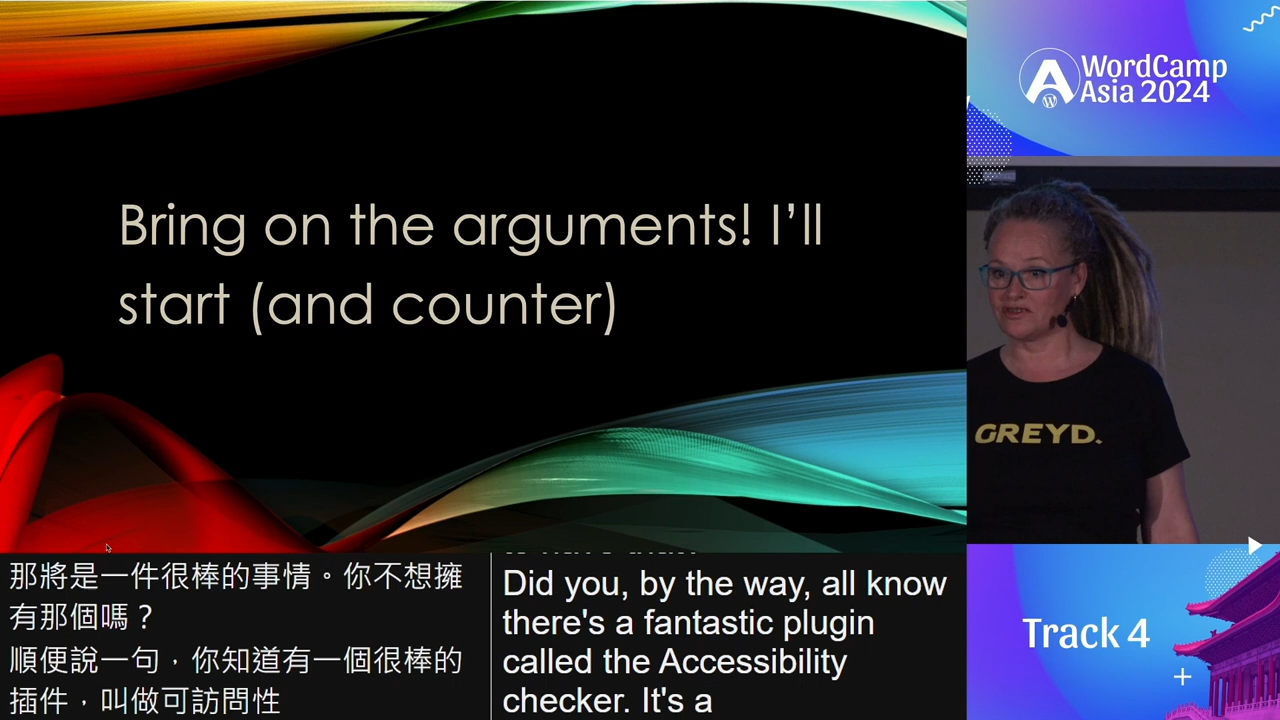 Bring on the arguments! I’ll
start (and counter)
WordCamp
Asia 2024
GREYD.
那將是一件很棒的事情。你不想擁
有那個嗎？
順便說一句，你知道有一個很棒的
插件，叫做可訪問性
Did you, by the way, all know
there's a fantastic plugin
called the Accessibility
checker. It's a
Track 4